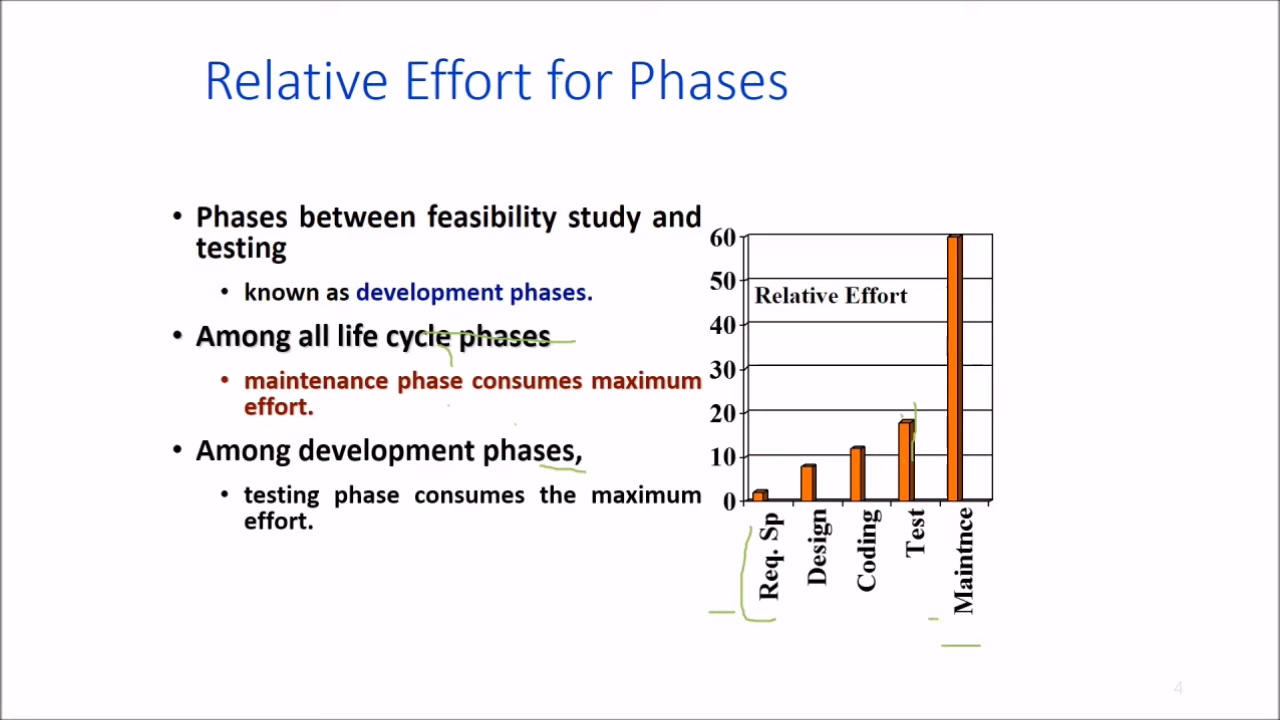 Relative Effort for Phases
• Phases between feasibility study and
testing
• known as development phases.
• Among all life cycle phases
• maintenance phase consumes maximum
effort.
• Among development phases,
• testing phase consumes the maximum
effort.
60
50
40
30
20
10
0
Relative Effort
Req. Sp
Design
Coding
Test
Maintnce
4